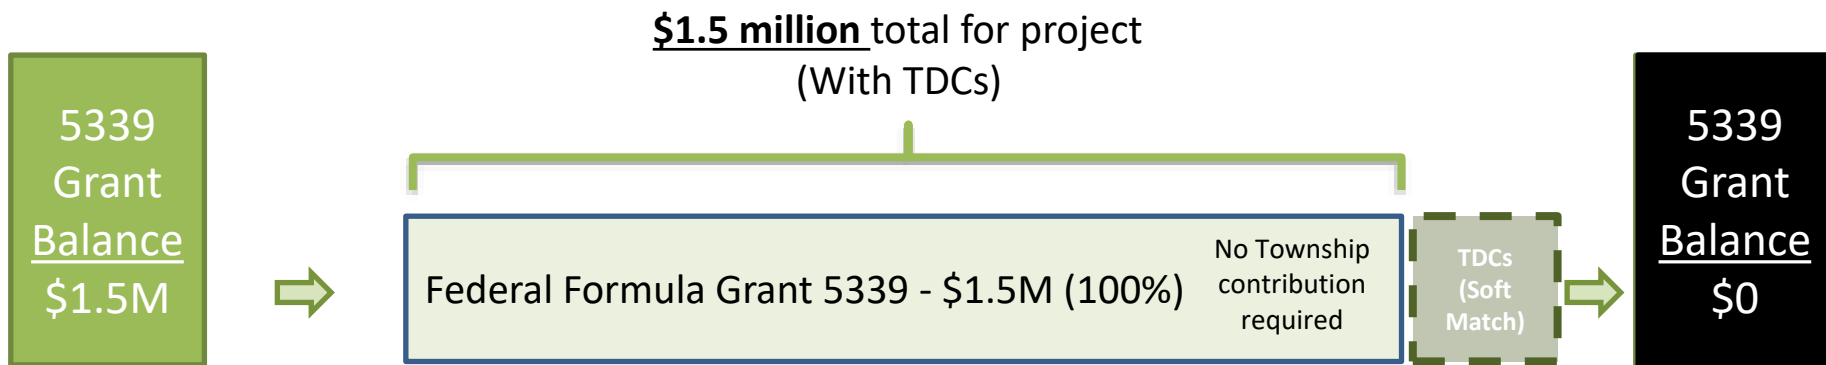 $1.5 million total for project
(With TDCs)
5339
Grant
Balance
$1.5M
Federal Formula Grant 5339 - $1.5M (100%)
No Township
contribution
required
TDCs
(Soft
Match)
5339
Grant
Balance
$0